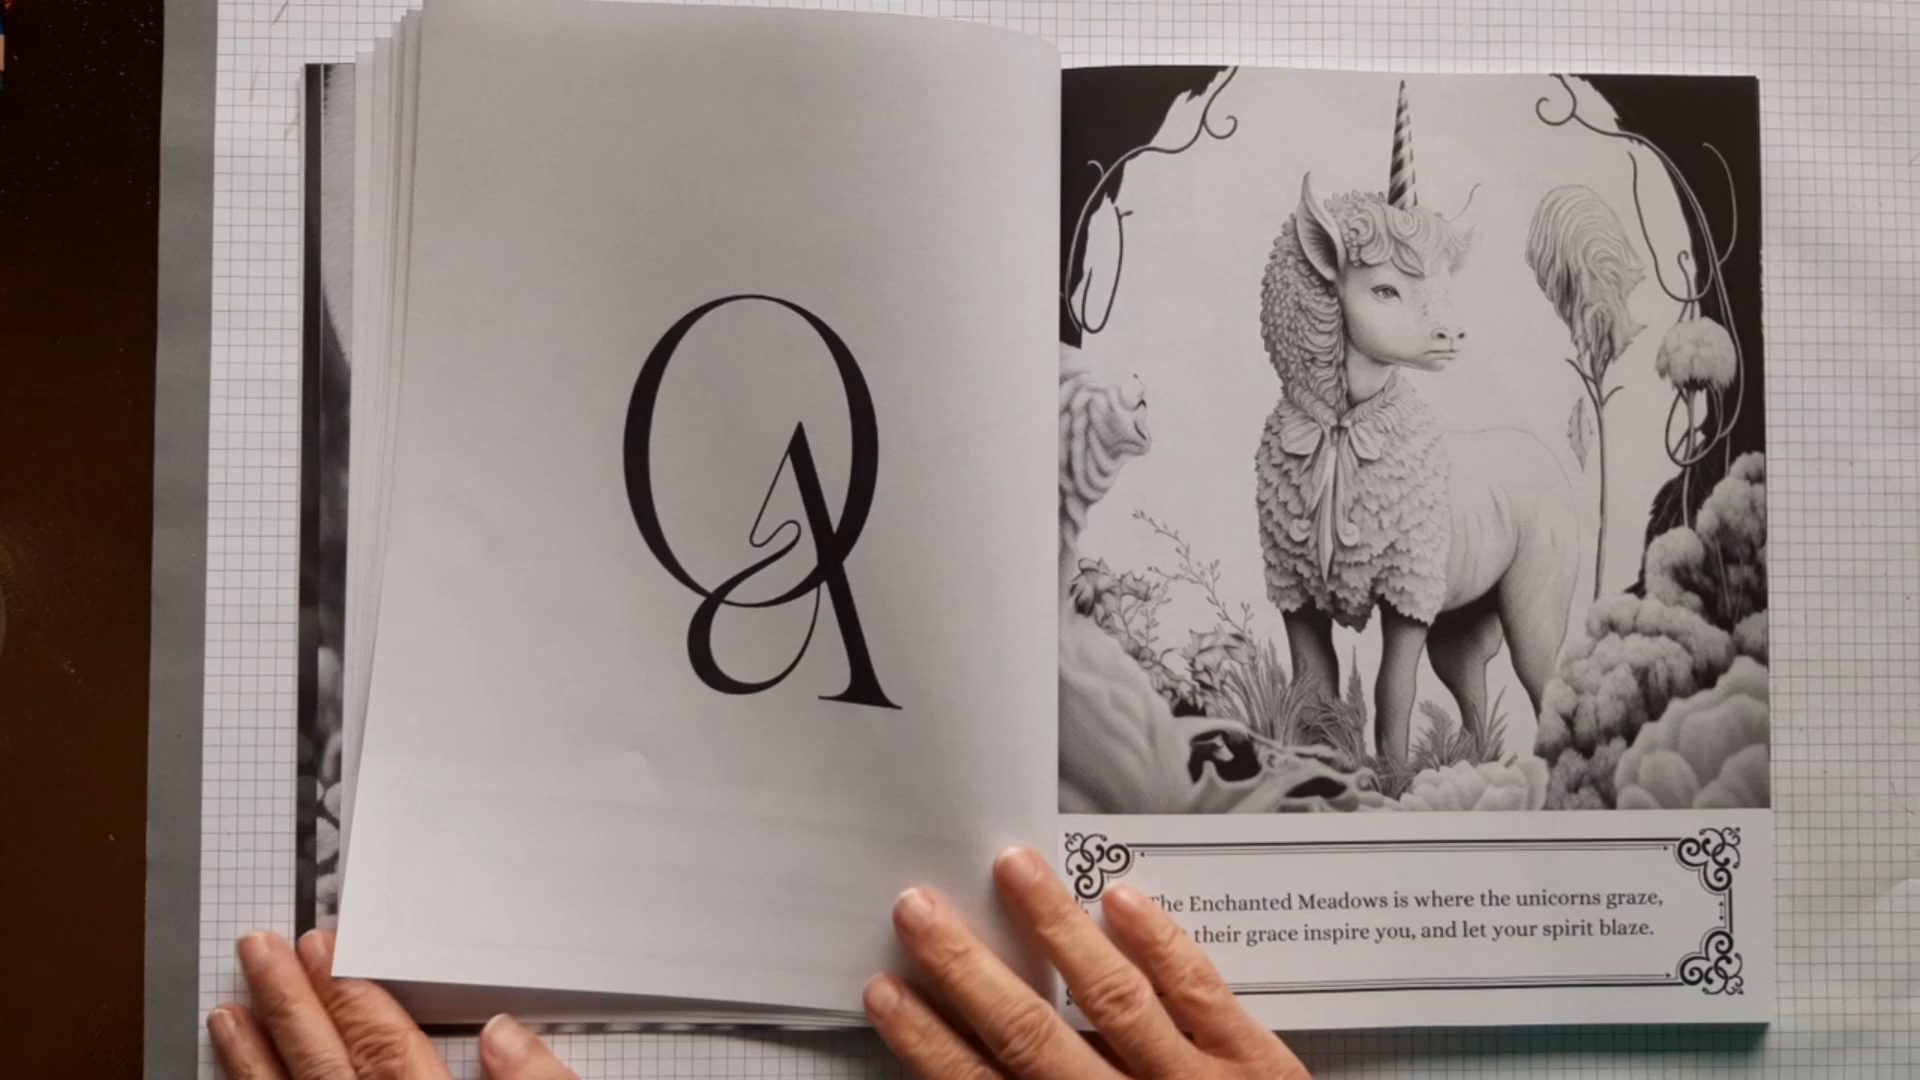 QA
The Enchanted Meadows is where the unicorns graze,
their grace inspire you, and let your spirit blaze.